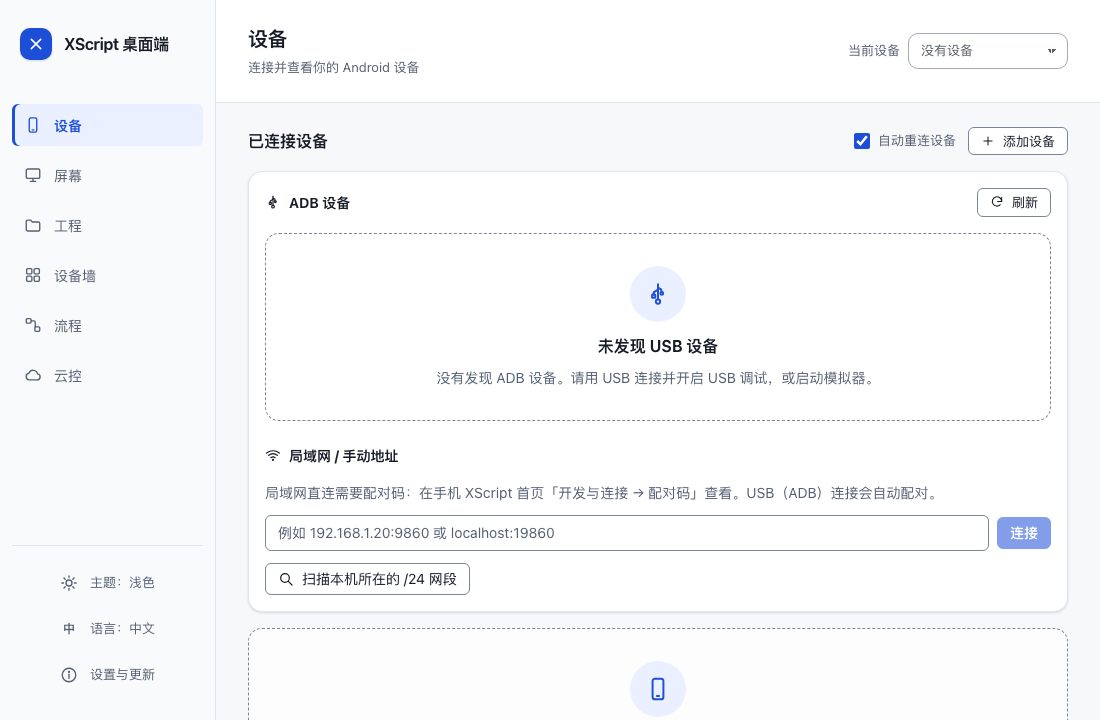 XScript 桌面端
设备
屏幕
工程
设备墙
流程
云控
主题：浅色
中 语言：中文
设置与更新
设备
连接并查看你的 Android 设备
当前设备 没有设备
已连接设备
自动重连设备
添加设备
ADB 设备
刷新
未发现 USB 设备
没有发现 ADB 设备。请用 USB 连接并开启 USB 调试，或启动模拟器。
局域网 / 手动地址
局域网直连需要配对码：在手机 XScript 首页「开发与连接 → 配对码」查看。USB（ADB）连接会自动配对。
例如 192.168.1.20:9860 或 localhost:19860
连接
扫描本机所在的 /24 网段